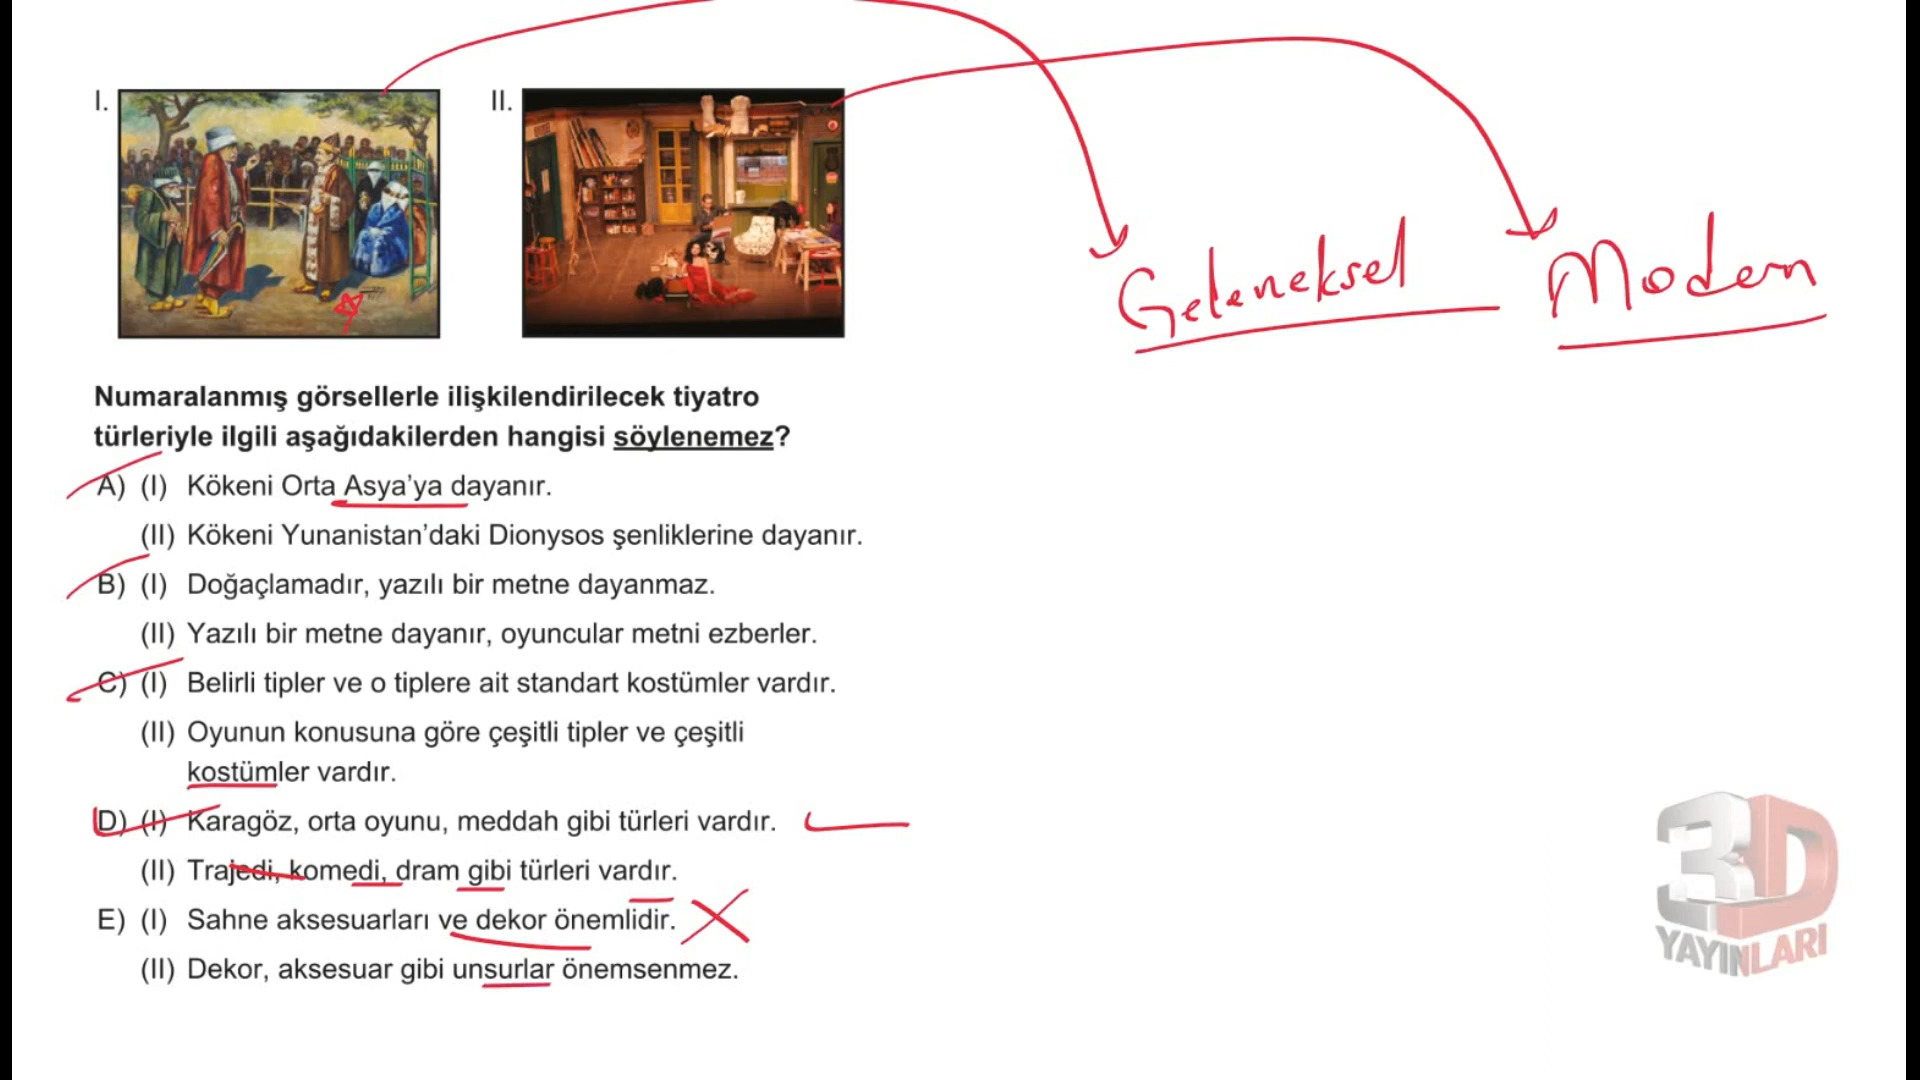 I.
II.
Geleneksel
Modern
Numaralanmış görsellerle ilişkilendirilecek tiyatro
türleriyle ilgili aşağıdakilerden hangisi söylenemez?
A) (I) Kökeni Orta Asya'ya dayanır.
(II) Kökeni Yunanistan'daki Dionysos şenliklerine dayanır.
B) (I) Doğaçlamadır, yazılı bir metne dayanmaz.
(II) Yazılı bir metne dayanır, oyuncular metni ezberler.
C) (I) Belirli tipler ve o tiplere ait standart kostümler vardır.
(II) Oyunun konusuna göre çeşitli tipler ve çeşitli
kostümler vardır.
D) (I) Karagöz, orta oyunu, meddah gibi türleri vardır.
(II) Trajedi, komedi, dram gibi türleri vardır.
E) (I) Sahne aksesuarları ve dekor önemlidir.
(II) Dekor, aksesuar gibi unsurlar önemsenmez.
3D
YAYINLARI